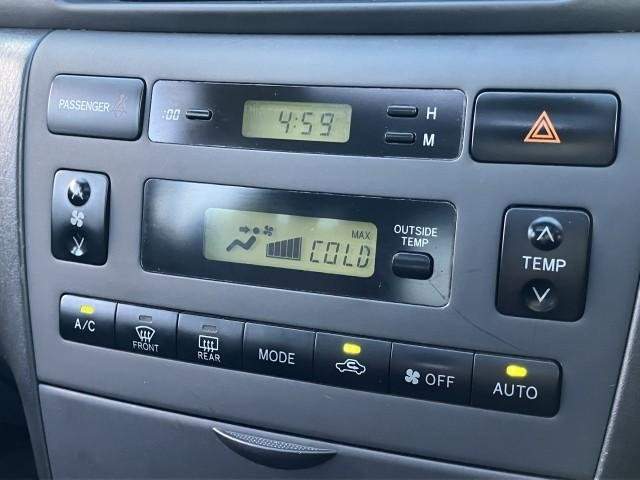 PASSENGER
:00
4:59
H
M
MAX
COLD
OUTSIDE
TEMP
TEMP
A/C
FRONT
REAR
MODE
OFF
AUTO